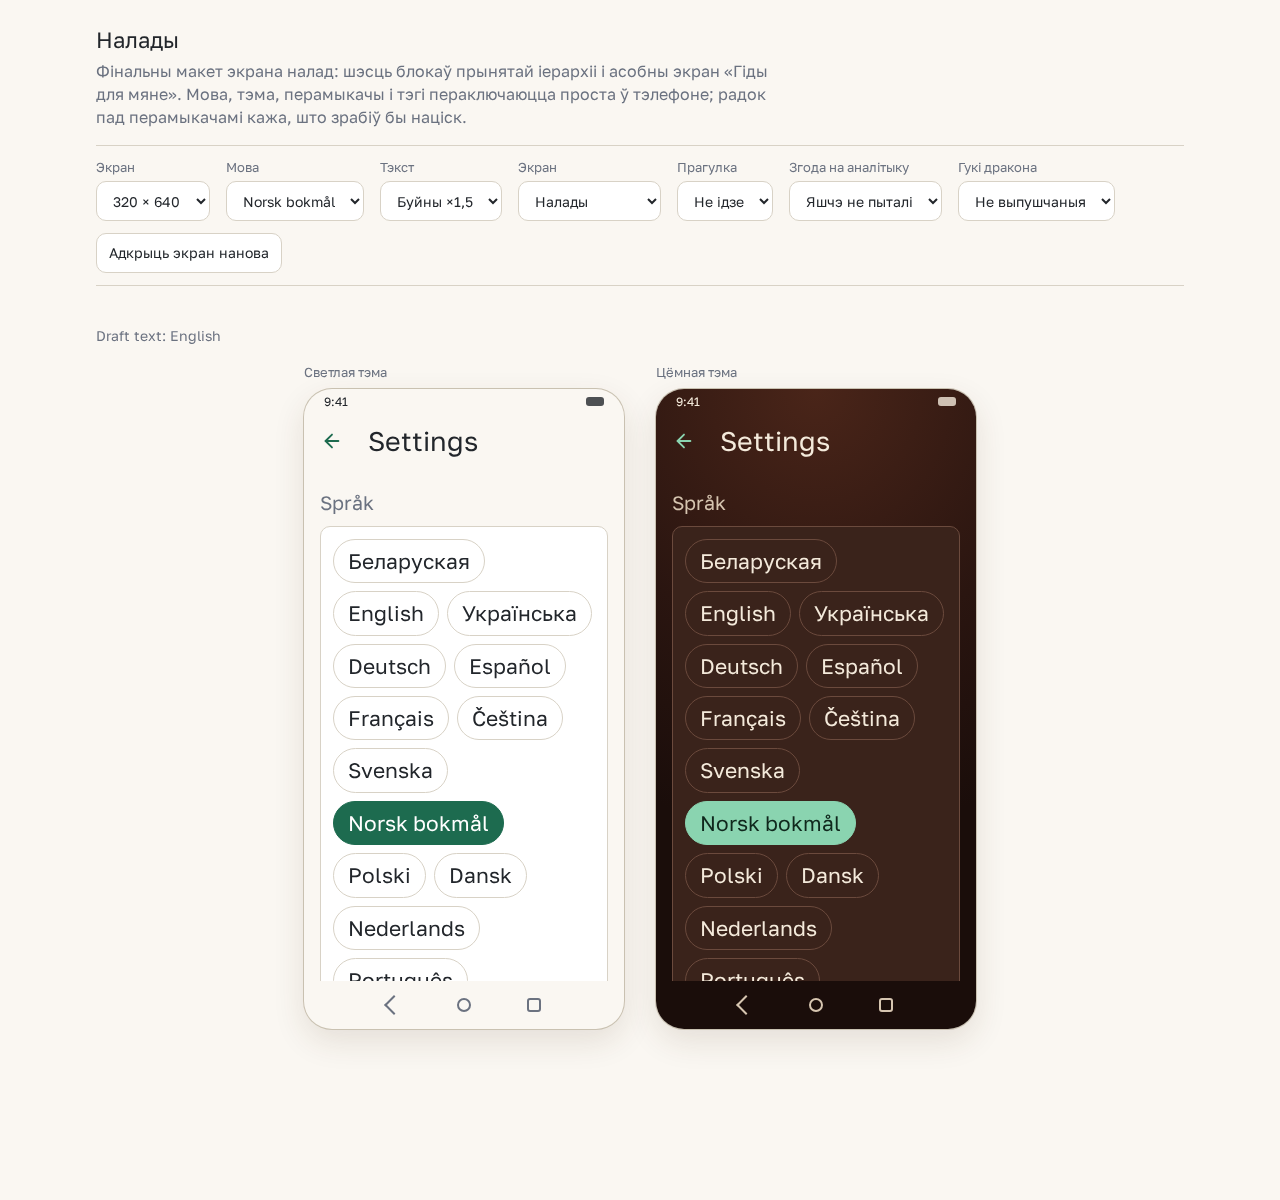 Налады
Фінальны макет экрана налад: шэсць блокаў прынятай іерархіі і асобны экран «Гіды
для мяне». Мова, тэма, перамыкачы і тэгі пераключаюцца проста ў тэлефоне; радок
пад перамыкачамі кажа, што зрабіў бы націск.
Экран Мова Тэкст Экран Прагулка Згода на аналітыку Гукі дракона
320 × 640 Norsk bokmål Буйны ×1,5 Налады Не ідзе Яшчэ не пыталі Не выпушчаныя
Адкрыць экран нанова
Draft text: English
Светлая тэма
9:41
Settings
Språk
Беларуская
English Українська
Deutsch Español
Français Čeština
Svenska
Norsk bokmål
Polski Dansk
Nederlands
Português
Цёмная тэма
9:41
Settings
Språk
Беларуская
English Українська
Deutsch Español
Français Čeština
Svenska
Norsk bokmål
Polski Dansk
Nederlands
Português